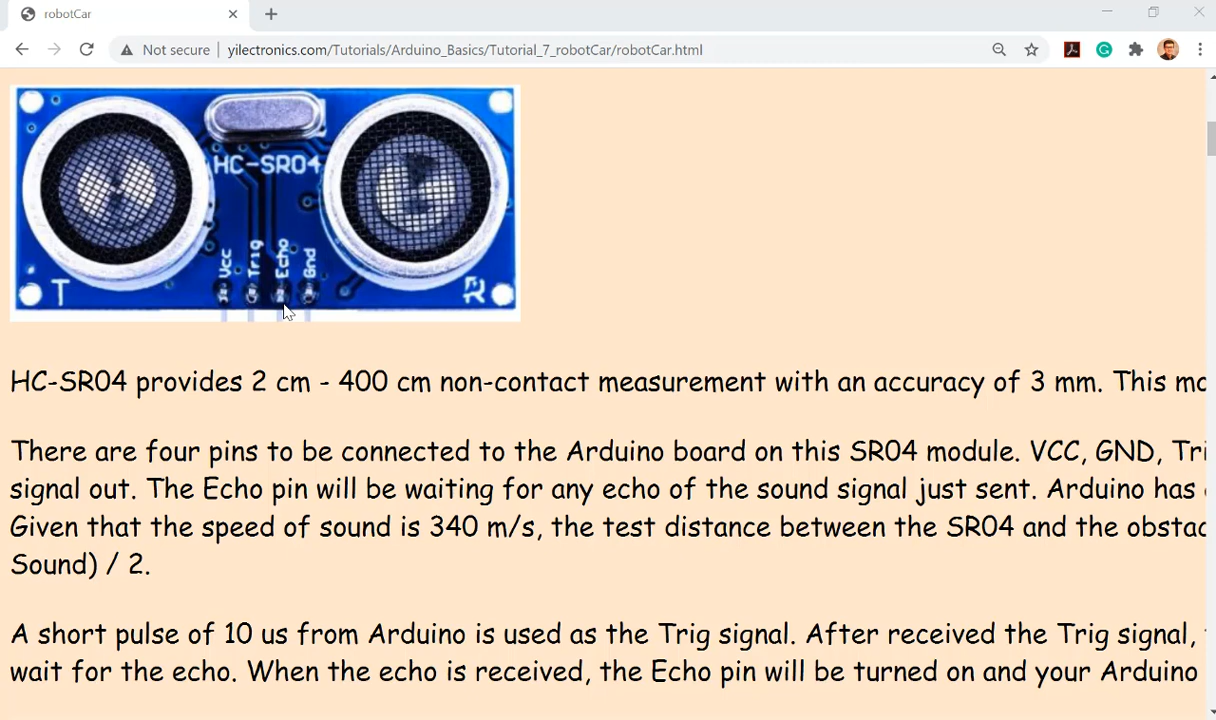 robotCar
Not secure
yilectronics.com/Tutorials/Arduino_Basics/Tutorial_7_robotCar/robotCar.html
HC-SR04
Vcc
Trig
Echo
Gnd
T
R
HC-SR04 provides 2 cm - 400 cm non-contact measurement with an accuracy of 3 mm. This
There are four pins to be connected to the Arduino board on this SR04 module. VCC, GND,
signal out. The Echo pin will be waiting for any echo of the sound signal just sent. Arduino has
Given that the speed of sound is 340 m/s, the test distance between the SR04 and the
Sound) / 2.
A short pulse of 10 us from Arduino is used as the Trig signal. After received the Trig signal,
wait for the echo. When the echo is received, the Echo pin will be turned on and your Arduino